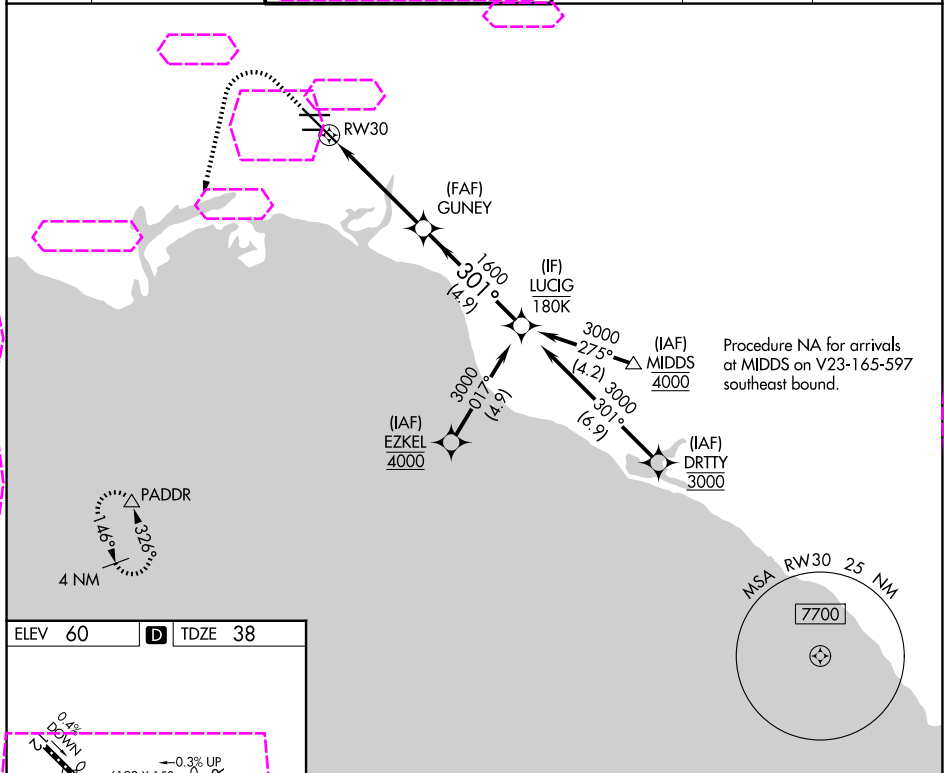 RW30
(FAF)
GUNEY
1600
301°
(4.9)
(IF)
LUCIG
180K
3000
275°
(4.2)
(IAF)
MIDDS
4000
Procedure NA for arrivals
at MIDDS on V23-165-597
southeast bound.
3000
017°
(4.9)
3000
301°
(6.9)
(IAF)
EZKEL
4000
(IAF)
DRTTY
3000
PADDR
146°
326°
4 NM
MSA RW30 25 NM
7700
ELEV 60
D
TDZE 38
0.4%
DOWN
12
0.3% UP